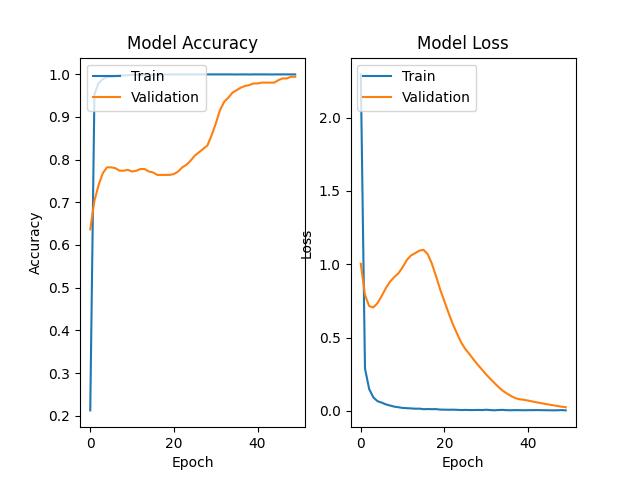 Model Accuracy
Train
Validation
1.0
0.9
0.8
0.7
0.6
0.5
0.4
0.3
0.2
Accuracy
0
20
40
Epoch
Model Loss
Train
Validation
2.0
1.5
1.0
0.5
0.0
Loss
0
20
40
Epoch